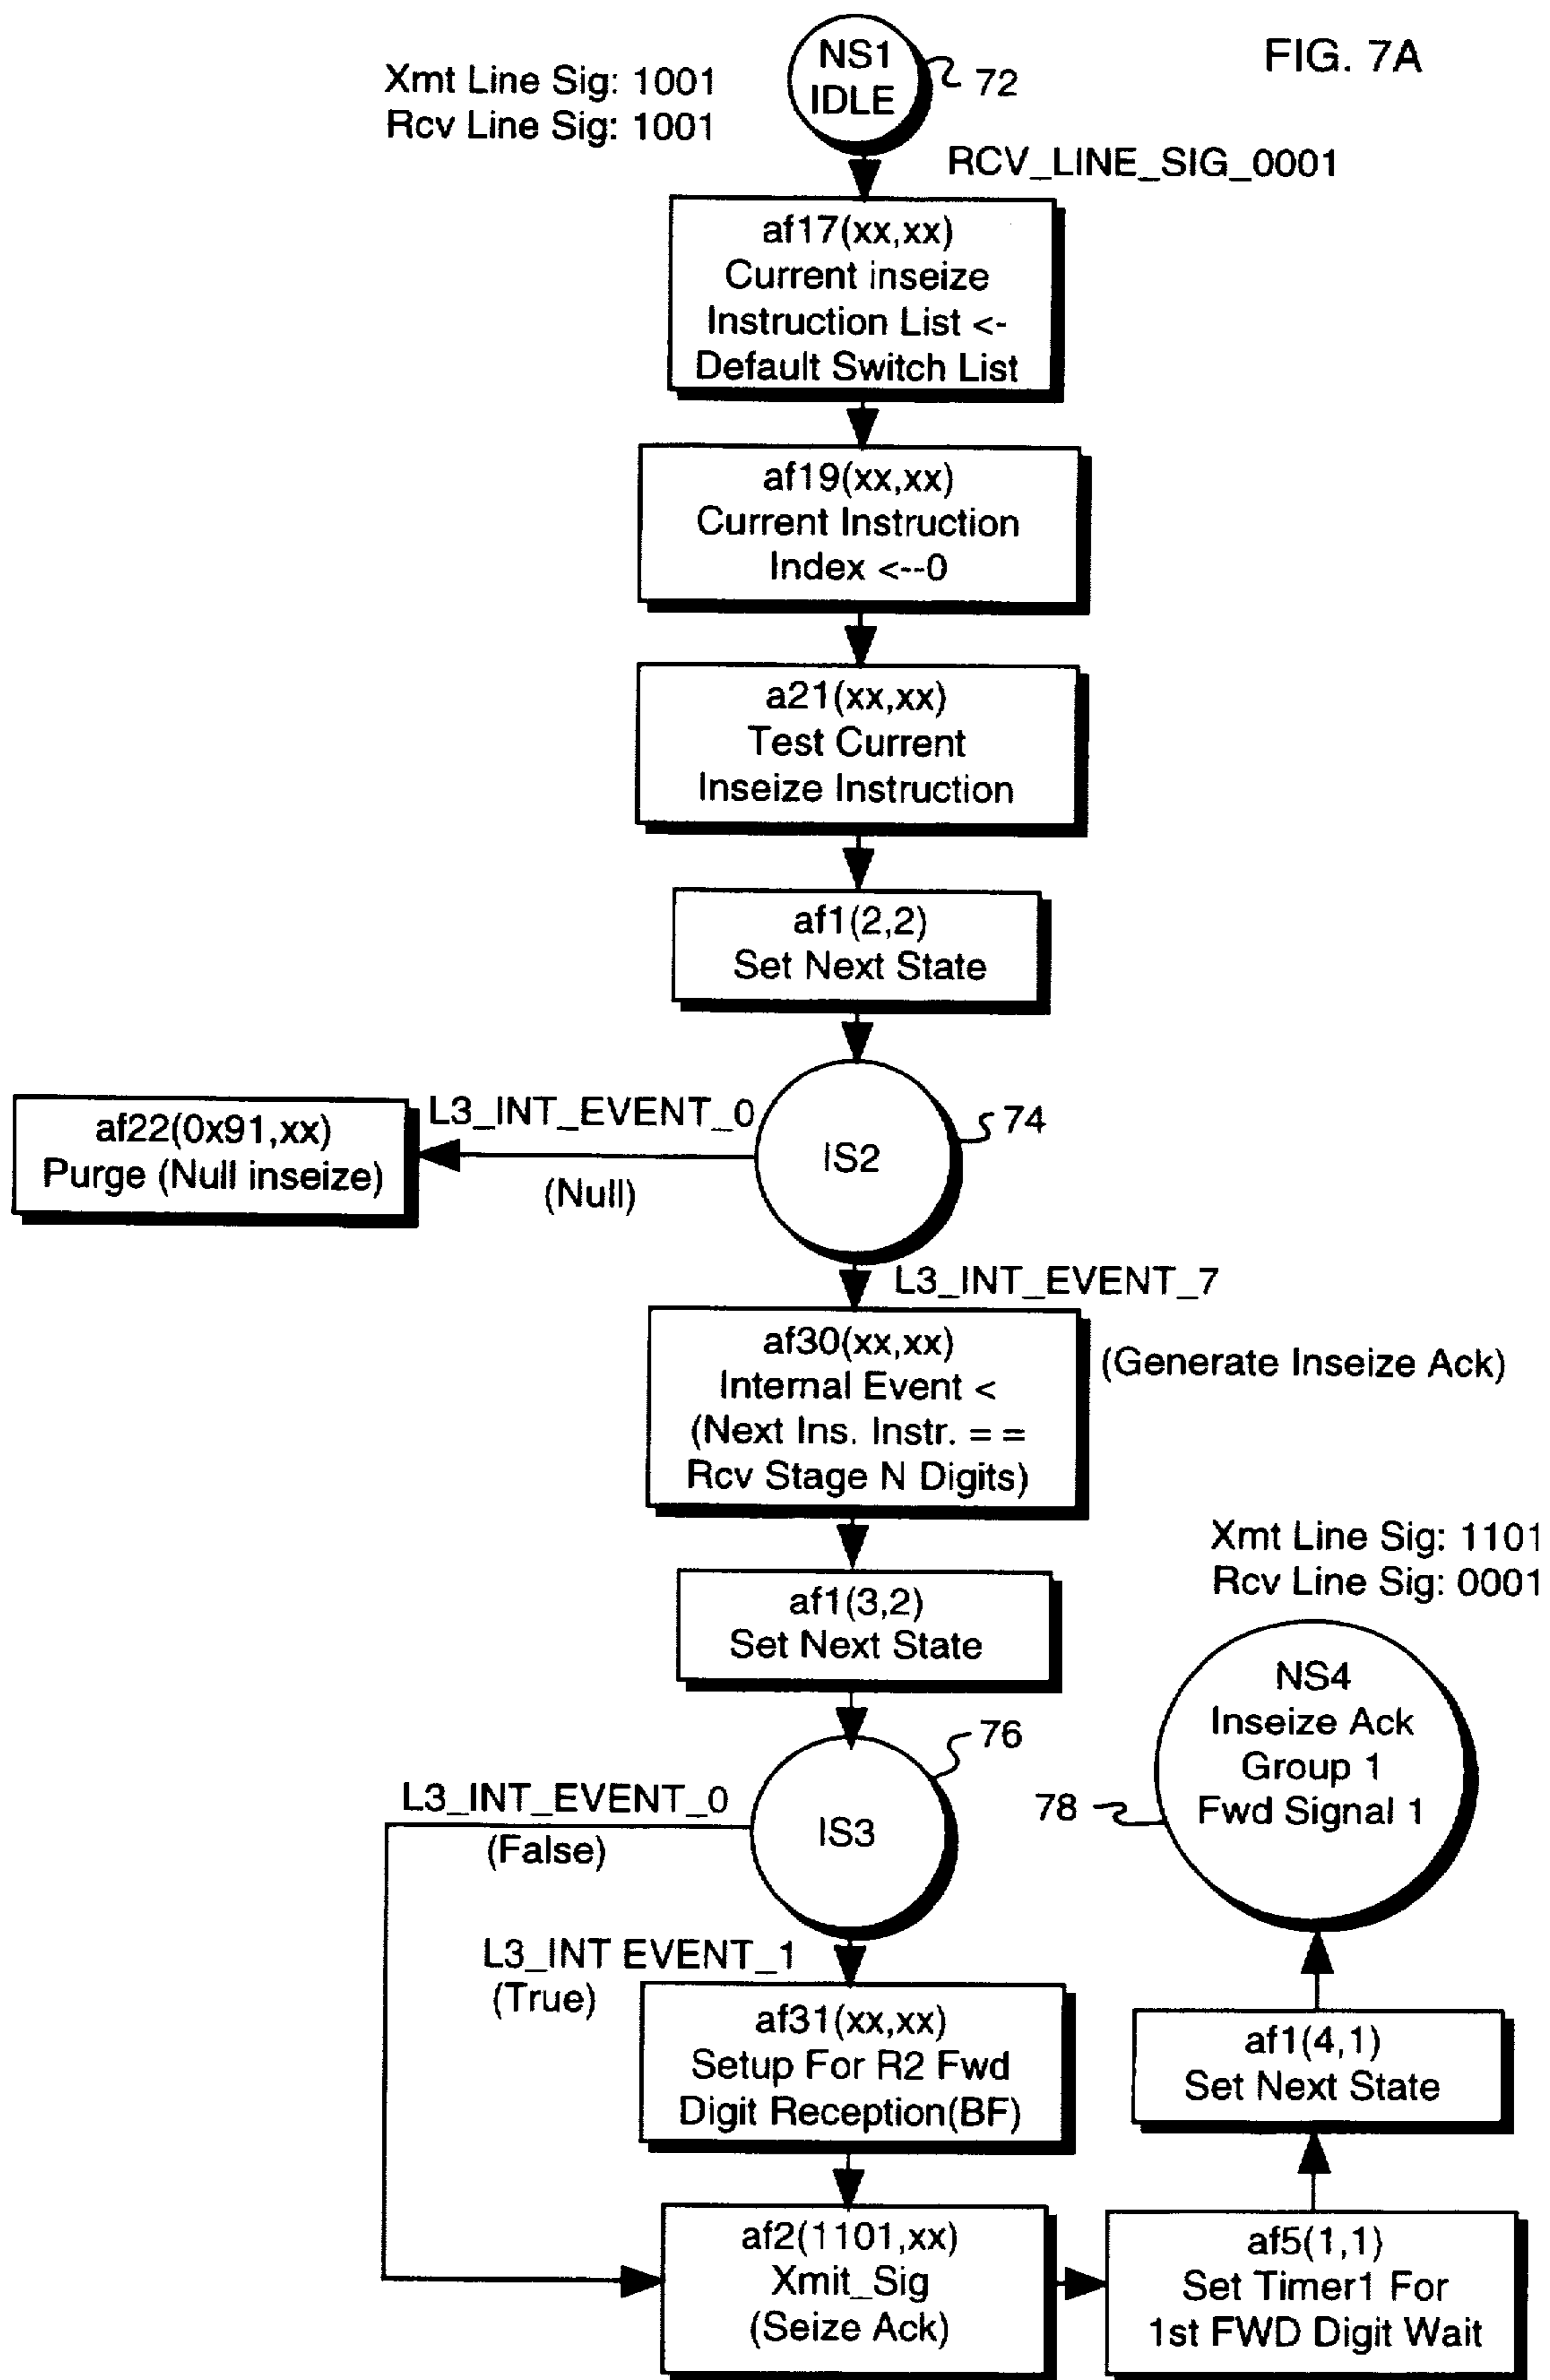 FIG. 7A
Xmt Line Sig: 1001
Rcv Line Sig: 1001
NS1
IDLE
72
RCV_LINE_SIG_0001
af17(xx,xx)
Current inseize
Instruction List <-
Default Switch List
af19(xx,xx)
Current Instruction
Index <--0
a21(xx,xx)
Test Current
Inseize Instruction
af1(2,2)
Set Next State
af22(0x91,xx)
Purge (Null inseize)
L3_INT_EVENT_0
(Null)
IS2
74
L3_INT_EVENT_7
af30(xx,xx)
Internal Event <
(Next Ins. Instr. = =
Rcv Stage N Digits)
(Generate Inseize Ack)
af1(3,2)
Set Next State
Xmt Line Sig: 1101
Rcv Line Sig: 0001
L3_INT_EVENT_0
(False)
IS3
76
78
NS4
Inseize Ack
Group 1
Fwd Signal 1
L3_INT EVENT_1
(True)
af31(xx,xx)
Setup For R2 Fwd
Digit Reception(BF)
af1(4,1)
Set Next State
af2(1101,xx)
Xmit_Sig
(Seize Ack)
af5(1,1)
Set Timer1 For
1st FWD Digit Wait